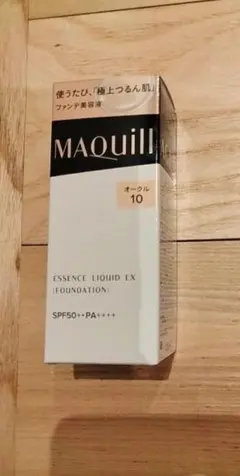 使うたび、「極上つるん肌」
ファンデ美容液
MAQuill
オークル
10
ESSENCE LIQUID EX
(FOUNDATION)
SPF50++PA++++